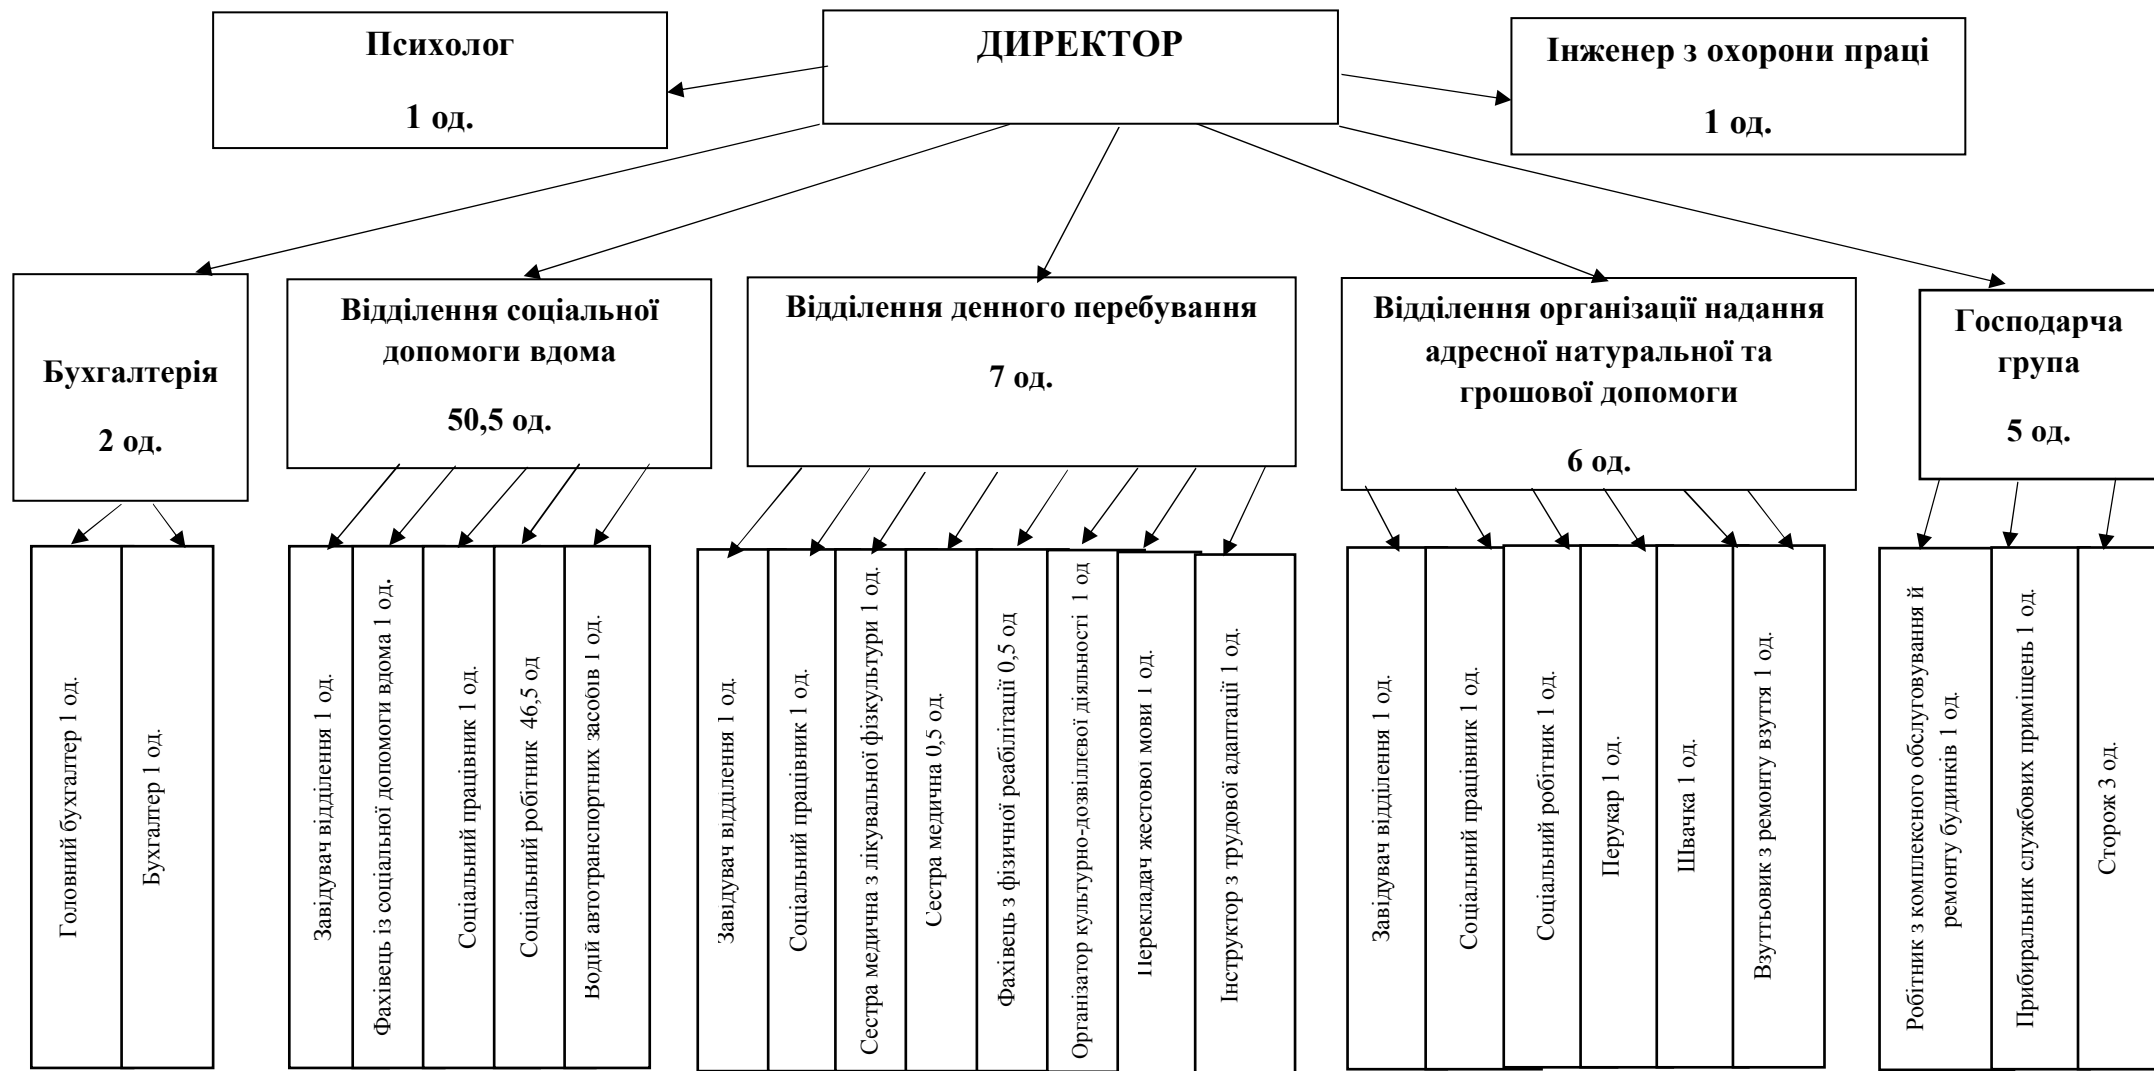 Психолог
1 од.
ДИРЕКТОР
Інженер з охорони праці
1 од.
Бухгалтерія
2 од.
Відділення соціальної
допомоги вдома
50,5 од.
Відділення денного перебування
7 од.
Відділення організації надання
адресної натуральної та
грошової допомоги
6 од.
Господарча
група
5 од.
Головний бухгалтер 1 од.
Бухгалтер 1 од.
Завідувач відділення 1 од.
Фахівець із соціальної допомоги вдома 1 од.
Соціальний працівник 1 од.
Соціальний робітник 46,5 од
Водій автотранспортних засобів 1 од.
Завідувач відділення 1 од.
Соціальний працівник 1 од.
Сестра медична з лікувальної фізкультури 1 од.
Сестра медична 0,5 од.
Фахівець з фізичної реабілітації 0,5 од
Організатор культурно-дозвіллєвої діяльності 1 од
Перекладач жестової мови 1 од.
Інструктор з трудової адаптації 1 од.
Завідувач відділення 1 од.
Соціальний працівник 1 од.
Соціальний робітник 1 од.
Перукар 1 од.
Швачка 1 од.
Взуттьовик з ремонту взуття 1 од.
Робітник з комплексного обслуговування й
ремонту будинків 1 од.
Прибиральник службових приміщень 1 од.
Сторож 3 од.